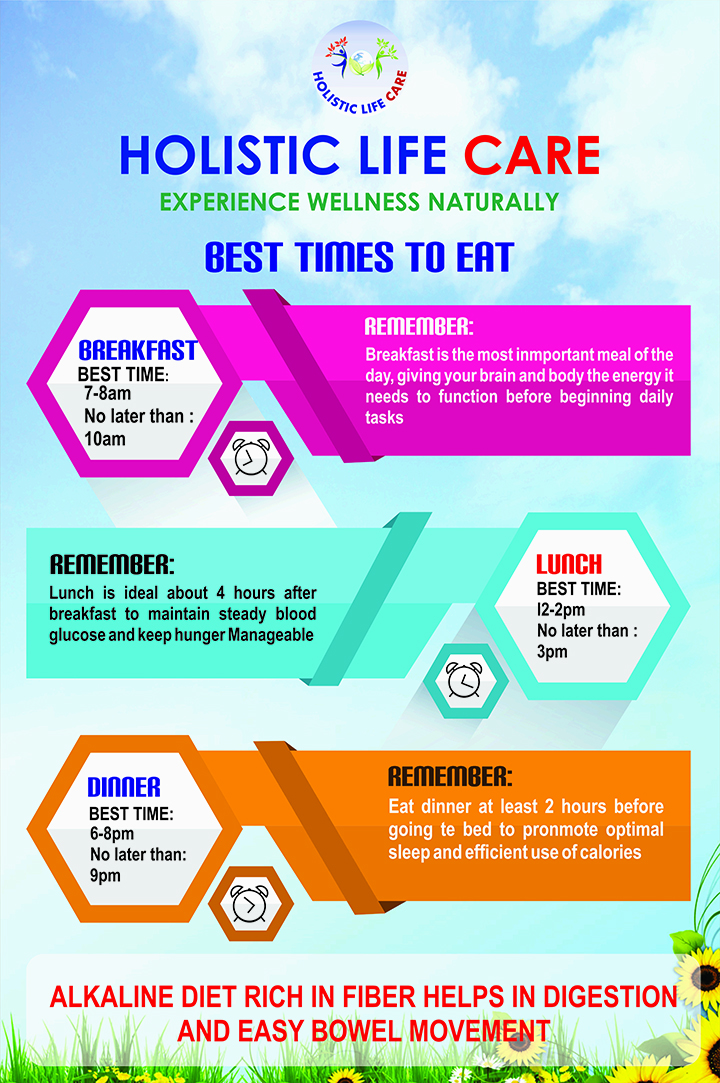 HOLISTIC LIFE CARE
HOLISTIC LIFE CARE
EXPERIENCE WELLNESS NATURALLY
BEST TIMES TO EAT
BREAKFAST
BEST TIME:
7-8am
No later than :
10am
REMEMBER:
Breakfast is the most inmportant meal of the
day, giving your brain and body the energy it
needs to function before beginning daily
tasks
REMEMBER:
Lunch is ideal about 4 hours after
breakfast to maintain steady blood
glucose and keep hunger Manageable
LUNCH
BEST TIME:
I2-2pm
No later than :
3pm
DINNER
BEST TIME:
6-8pm
No later than:
9pm
REMEMBER:
Eat dinner at least 2 hours before
going te bed to pronmote optimal
sleep and efficient use of calories
ALKALINE DIET RICH IN FIBER HELPS IN DIGESTION
AND EASY BOWEL MOVEMENT